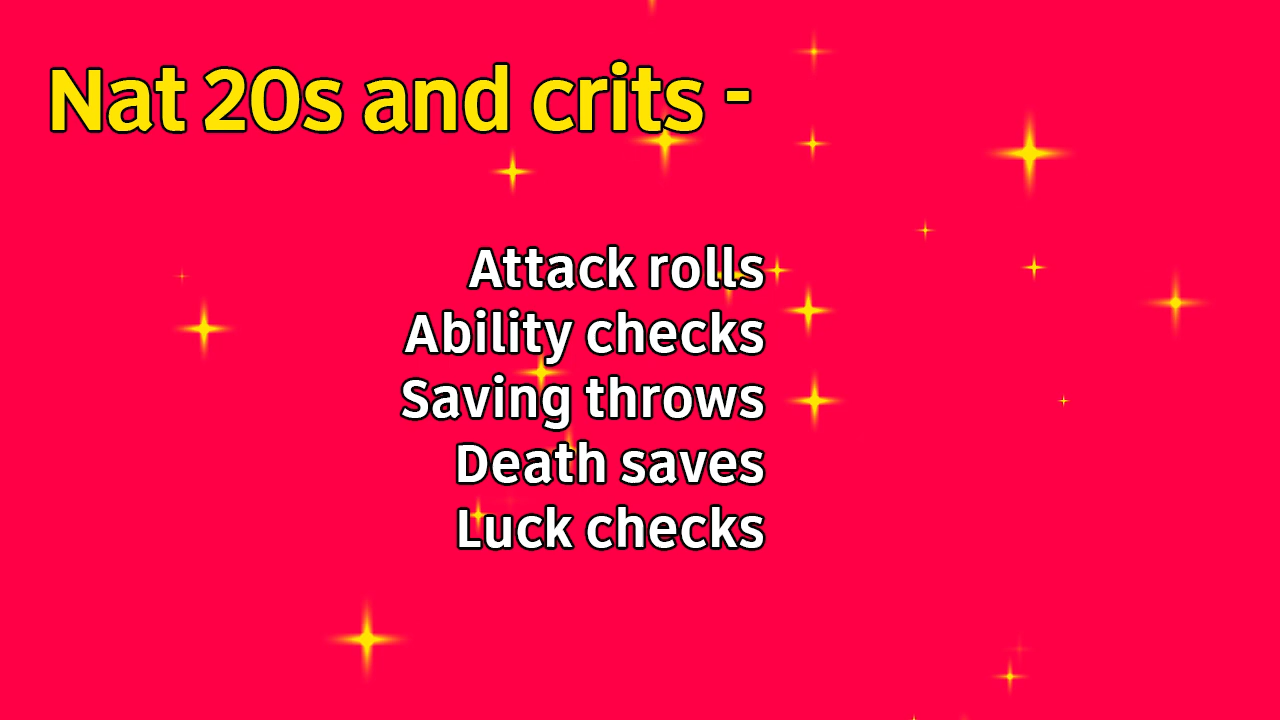 Nat 20s and crits -
Attack rolls
Ability checks
Saving throws
Death saves
Luck checks